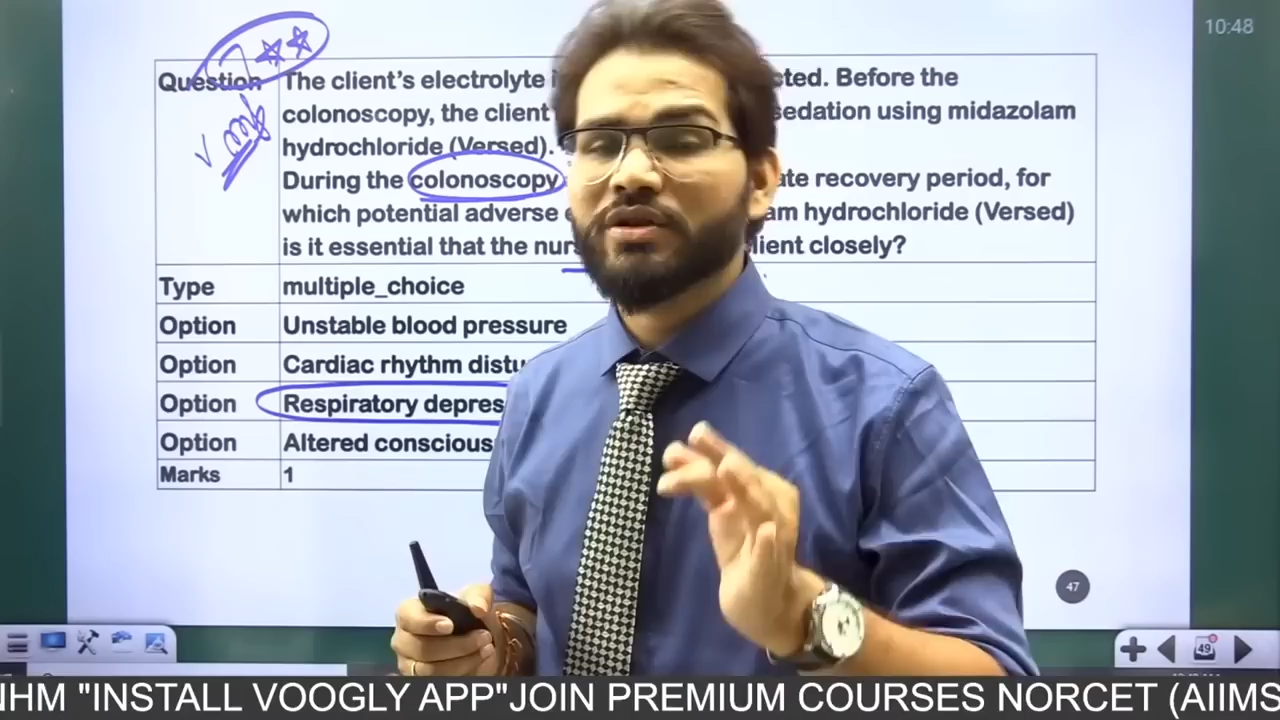 10:48
Question The client's electrolyte cted. Before the
colonoscopy, the client sedation using midazolam
hydrochloride (Versed).
During the colonoscopy ate recovery period, for
which potential adverse am hydrochloride (Versed)
is it essential that the nurs lient closely?
Type multiple_choice
Option Unstable blood pressure
Option Cardiac rhythm distu
Option Respiratory depres
Option Altered conscious
Marks 1
47
49
NHM "INSTALL VOOGLY APP"JOIN PREMIUM COURSES NORCET (AIIMS